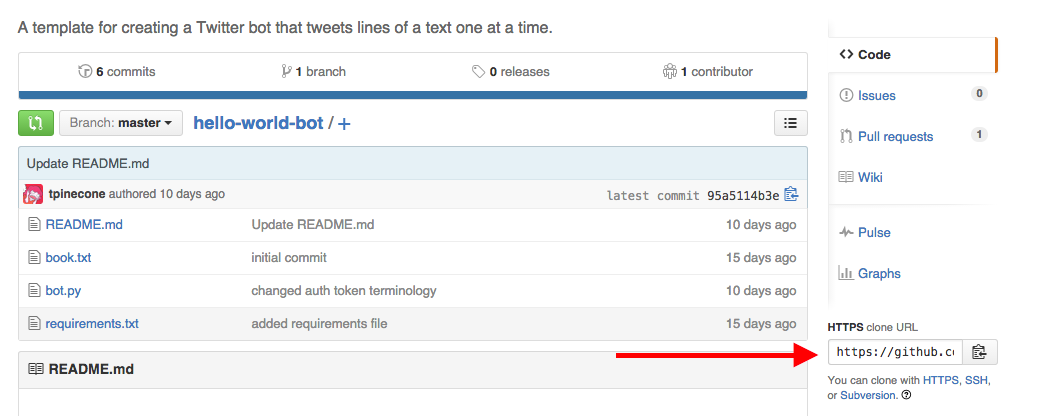 A template for creating a Twitter bot that tweets lines of a text one at a time.
6 commits 1 branch 0 releases 1 contributor
Branch: master hello-world-bot / +
Update README.md
tpinecone authored 10 days ago latest commit 95a5114b3e
README.md Update README.md 10 days ago
book.txt initial commit 15 days ago
bot.py changed auth token terminology 10 days ago
requirements.txt added requirements file 15 days ago
README.md
Code
Issues 0
Pull requests 1
Wiki
Pulse
Graphs
HTTPS clone URL
https://github.c
You can clone with HTTPS, SSH,
or Subversion.